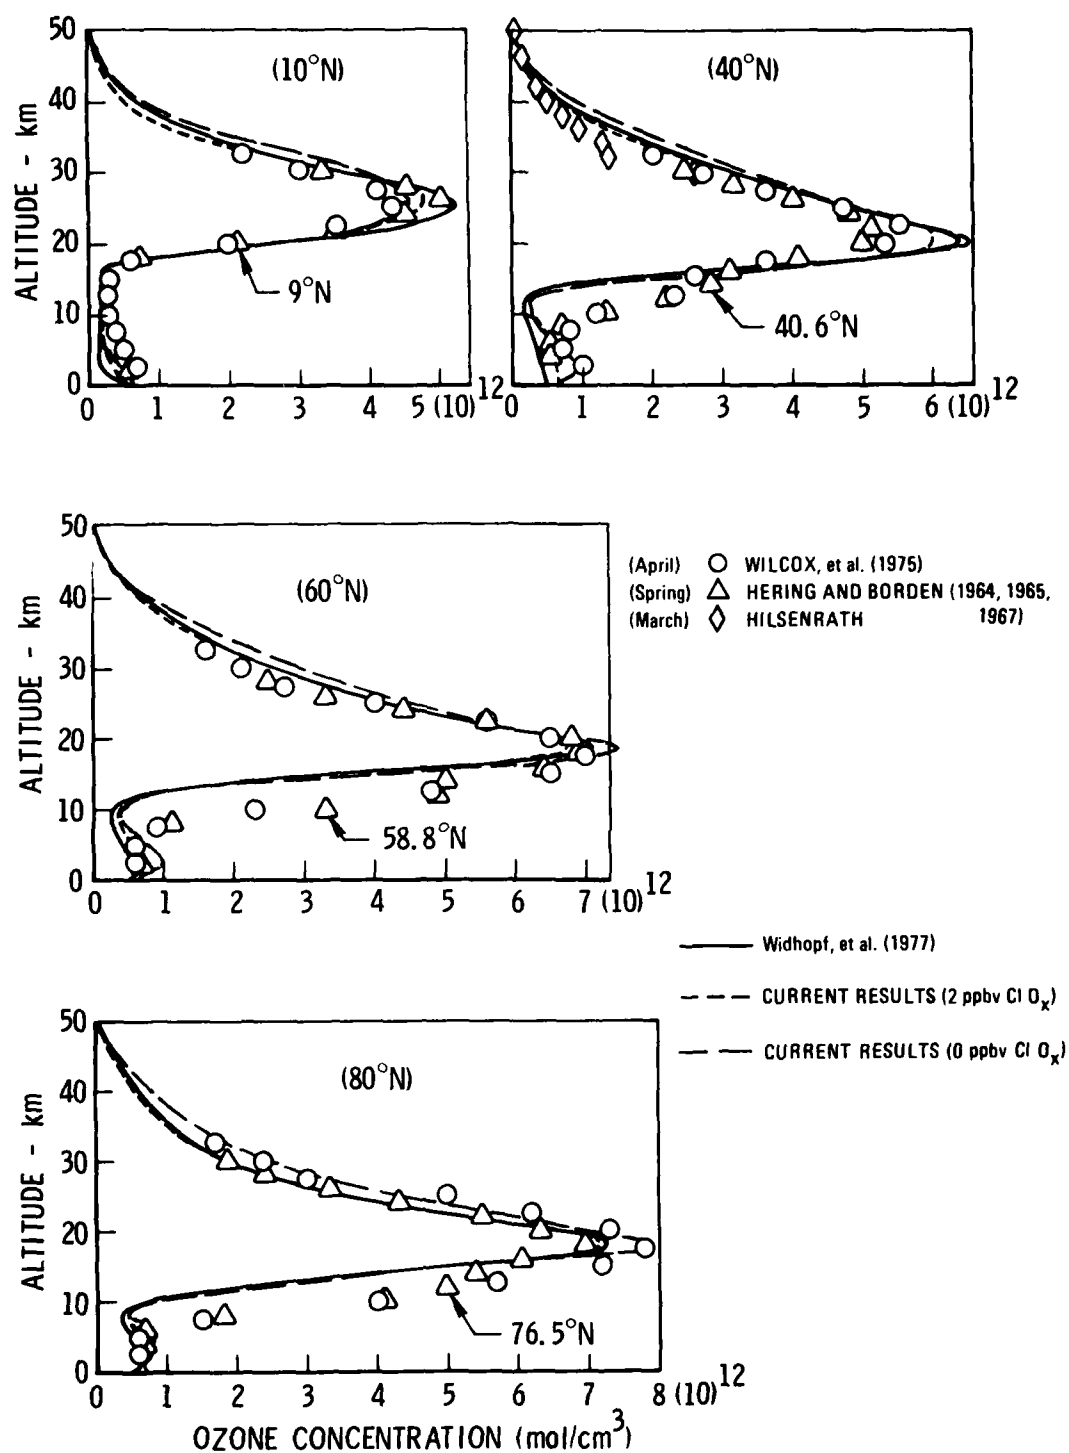 50
40
30
20
10
0
ALTITUDE - km
(10°N)
9°N
0 1 2 3 4 5 (10)12
(40°N)
40.6°N
0 1 2 3 4 5 6 (10)12
50
40
30
20
10
0
ALTITUDE - km
(60°N)
58.8°N
0 1 2 3 4 5 6 7 (10)12
(April) WILCOX, et al. (1975)
(Spring) HERING AND BORDEN (1964, 1965,
(March) HILSENRATH 1967)
Widhopf, et al. (1977)
CURRENT RESULTS (2 ppbv Cl Ox)
CURRENT RESULTS (0 ppbv Cl Ox)
50
40
30
20
10
0
ALTITUDE - km
(80°N)
76.5°N
0 1 2 3 4 5 6 7 8 (10)12
OZONE CONCENTRATION (mol/cm3)